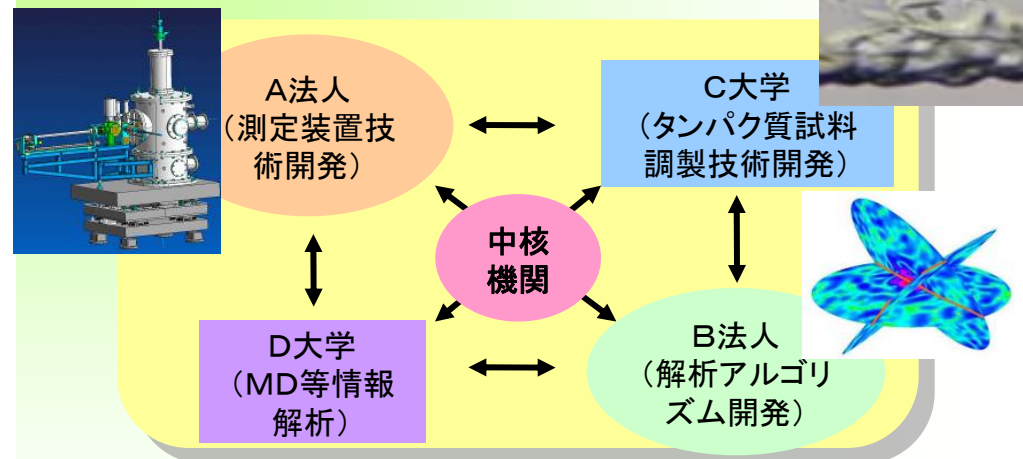 A法人
(測定装置技
術開発)
C大学
(タンパク質試料
調製技術開発)
中核
機関
D大学
(MD等情報
解析)
B法人
(解析アルゴリ
ズム開発)